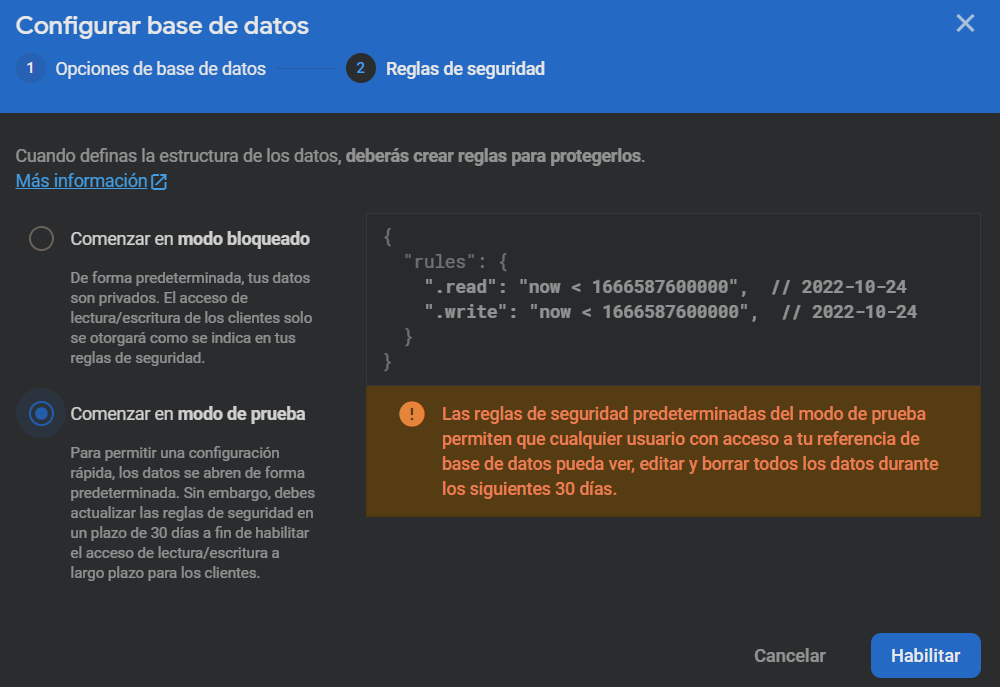 Configurar base de datos
1 Opciones de base de datos
2 Reglas de seguridad
Cuando definas la estructura de los datos, deberás crear reglas para protegerlos.
Más información
Comenzar en modo bloqueado
De forma predeterminada, tus datos
son privados. El acceso de
lectura/escritura de los clientes solo
se otorgará como se indica en tus
reglas de seguridad.
Comenzar en modo de prueba
Para permitir una configuración
rápida, los datos se abren de forma
predeterminada. Sin embargo, debes
actualizar las reglas de seguridad en
un plazo de 30 días a fin de habilitar
el acceso de lectura/escritura a
largo plazo para los clientes.
{
"rules": {
".read": "now < 1666587600000",  // 2022-10-24
".write": "now < 1666587600000",  // 2022-10-24
}
}
Las reglas de seguridad predeterminadas del modo de prueba
permiten que cualquier usuario con acceso a tu referencia de
base de datos pueda ver, editar y borrar todos los datos durante
los siguientes 30 días.
Cancelar
Habilitar